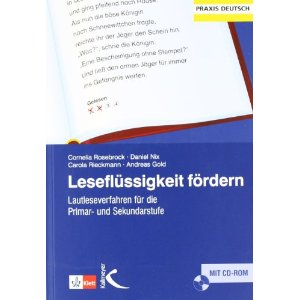 und ging pfeifend nach Hause
Als nun die böse Königin
nach Schneewittchen fragte,
reichte ihr der Jäger den Schein hin.
„Was?“, schrie die Königin.
„Eine Bescheinigung ohne Stempel?“
Und ließ den armen Jäger für immer
ins Gefängnis werfen.
Gelesen
PRAXIS DEUTSCH
Cornelia Rosebrock · Daniel Nix
Carola Rieckmann · Andreas Gold
Leseflüssigkeit fördern
Lautleseverfahren für die
Primar- und Sekundarstufe
Klett
Kallmeyer
MIT CD-ROM